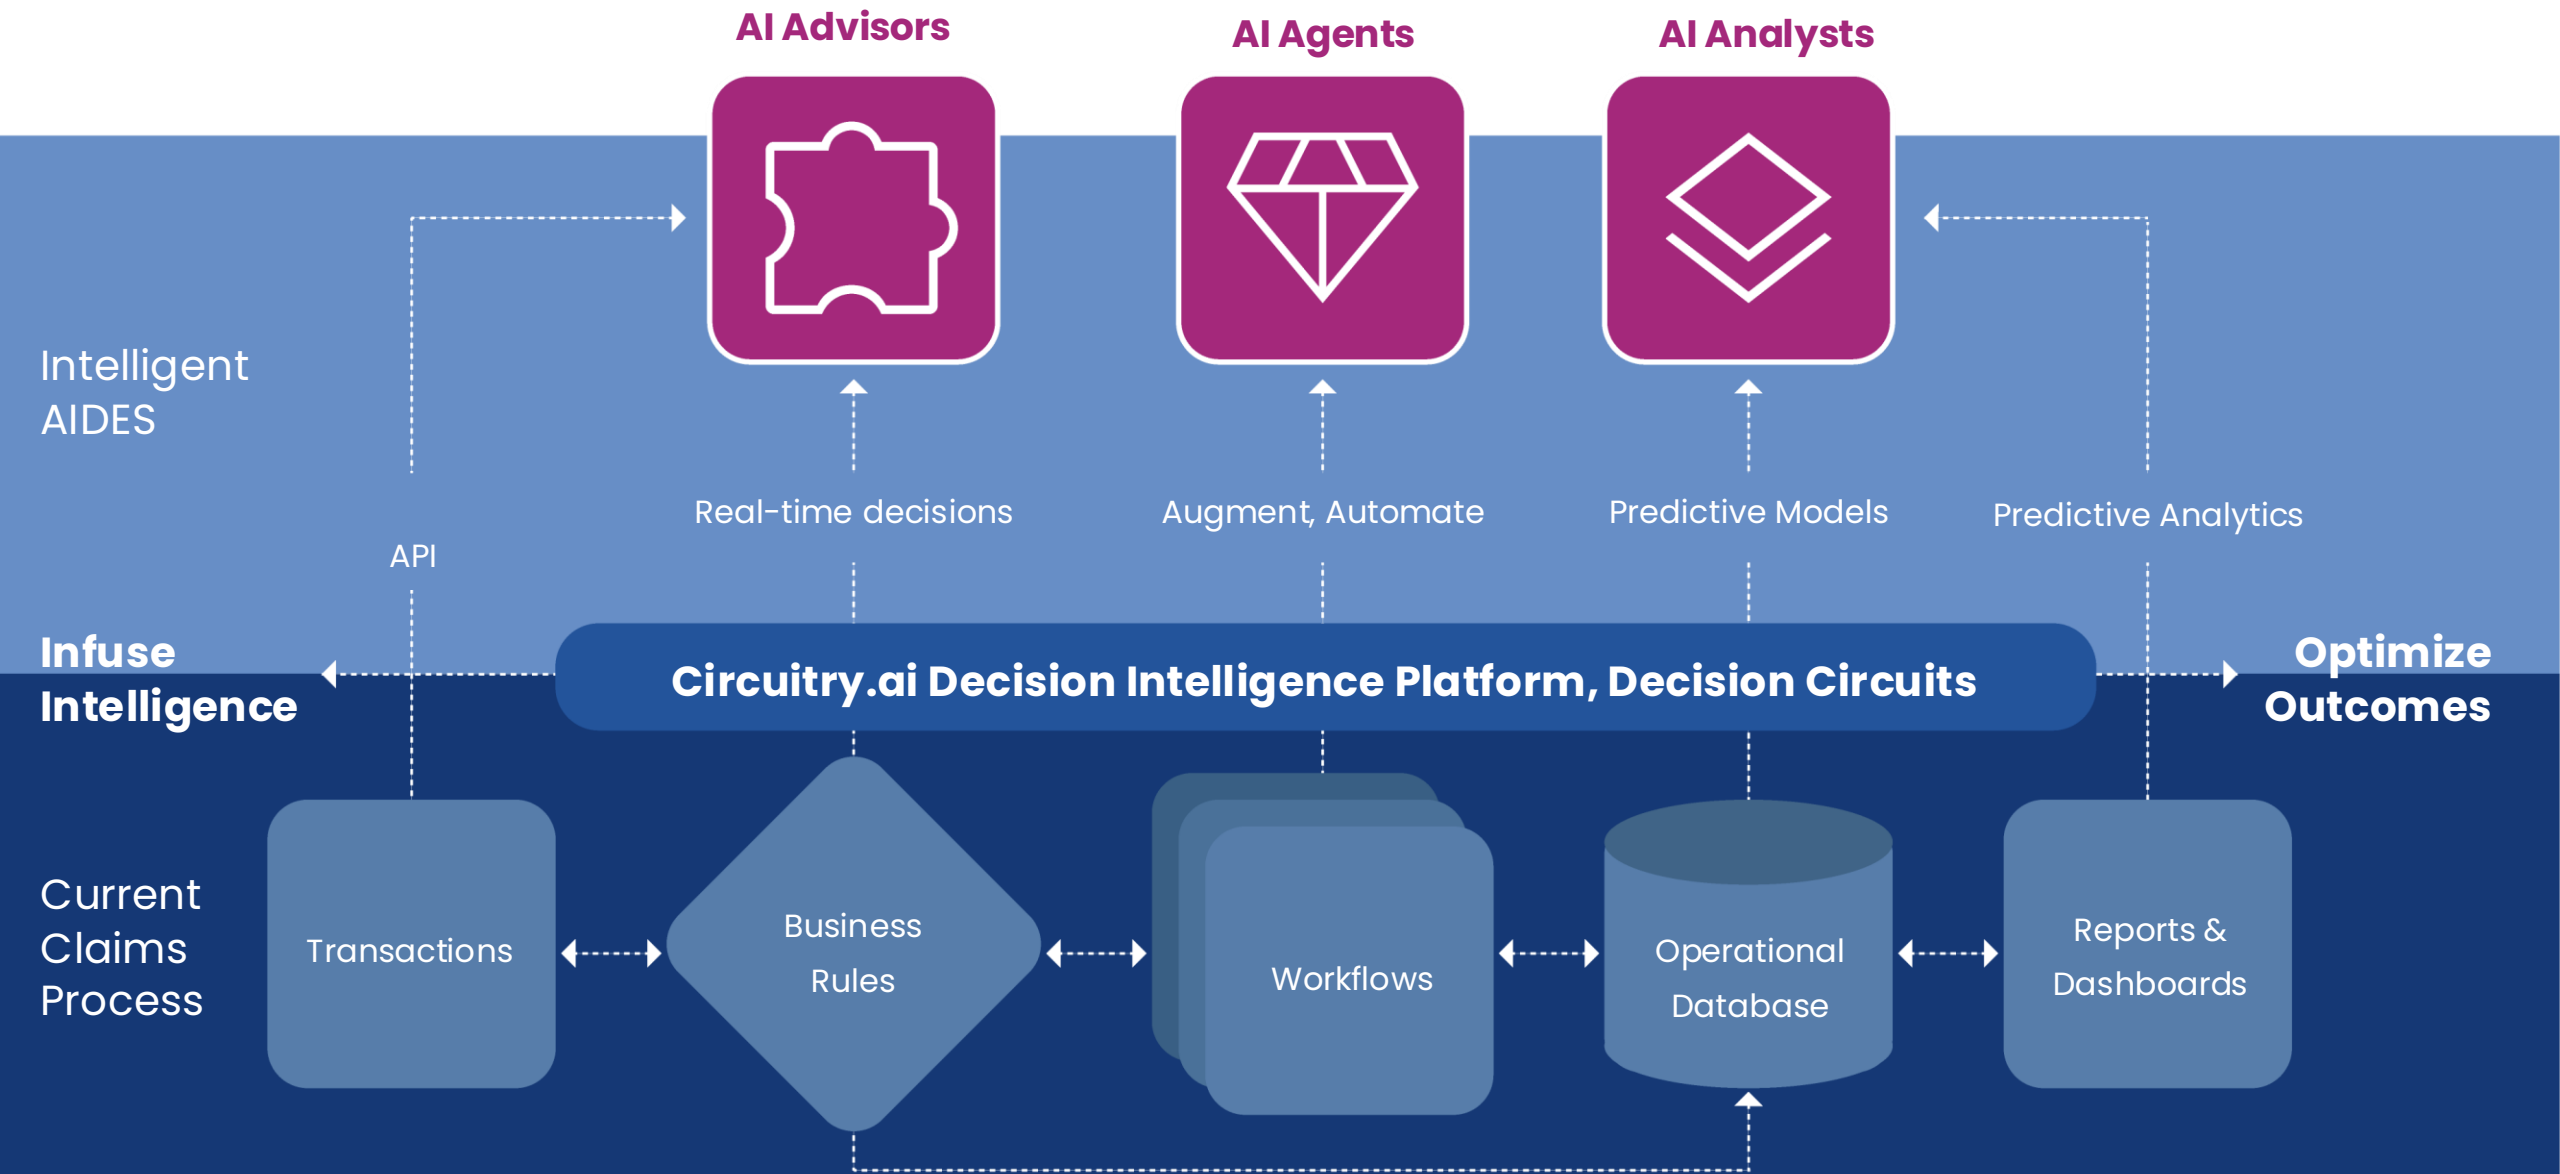 AI Advisors
AI Agents
AI Analysts
Intelligent
AIDES
Real-time decisions
Augment, Automate
Predictive Models
Predictive Analytics
API
Infuse
Intelligence
Circuitry.ai Decision Intelligence Platform, Decision Circuits
Optimize
Outcomes
Current
Claims
Process
Transactions
Business
Rules
Workflows
Operational
Database
Reports &
Dashboards